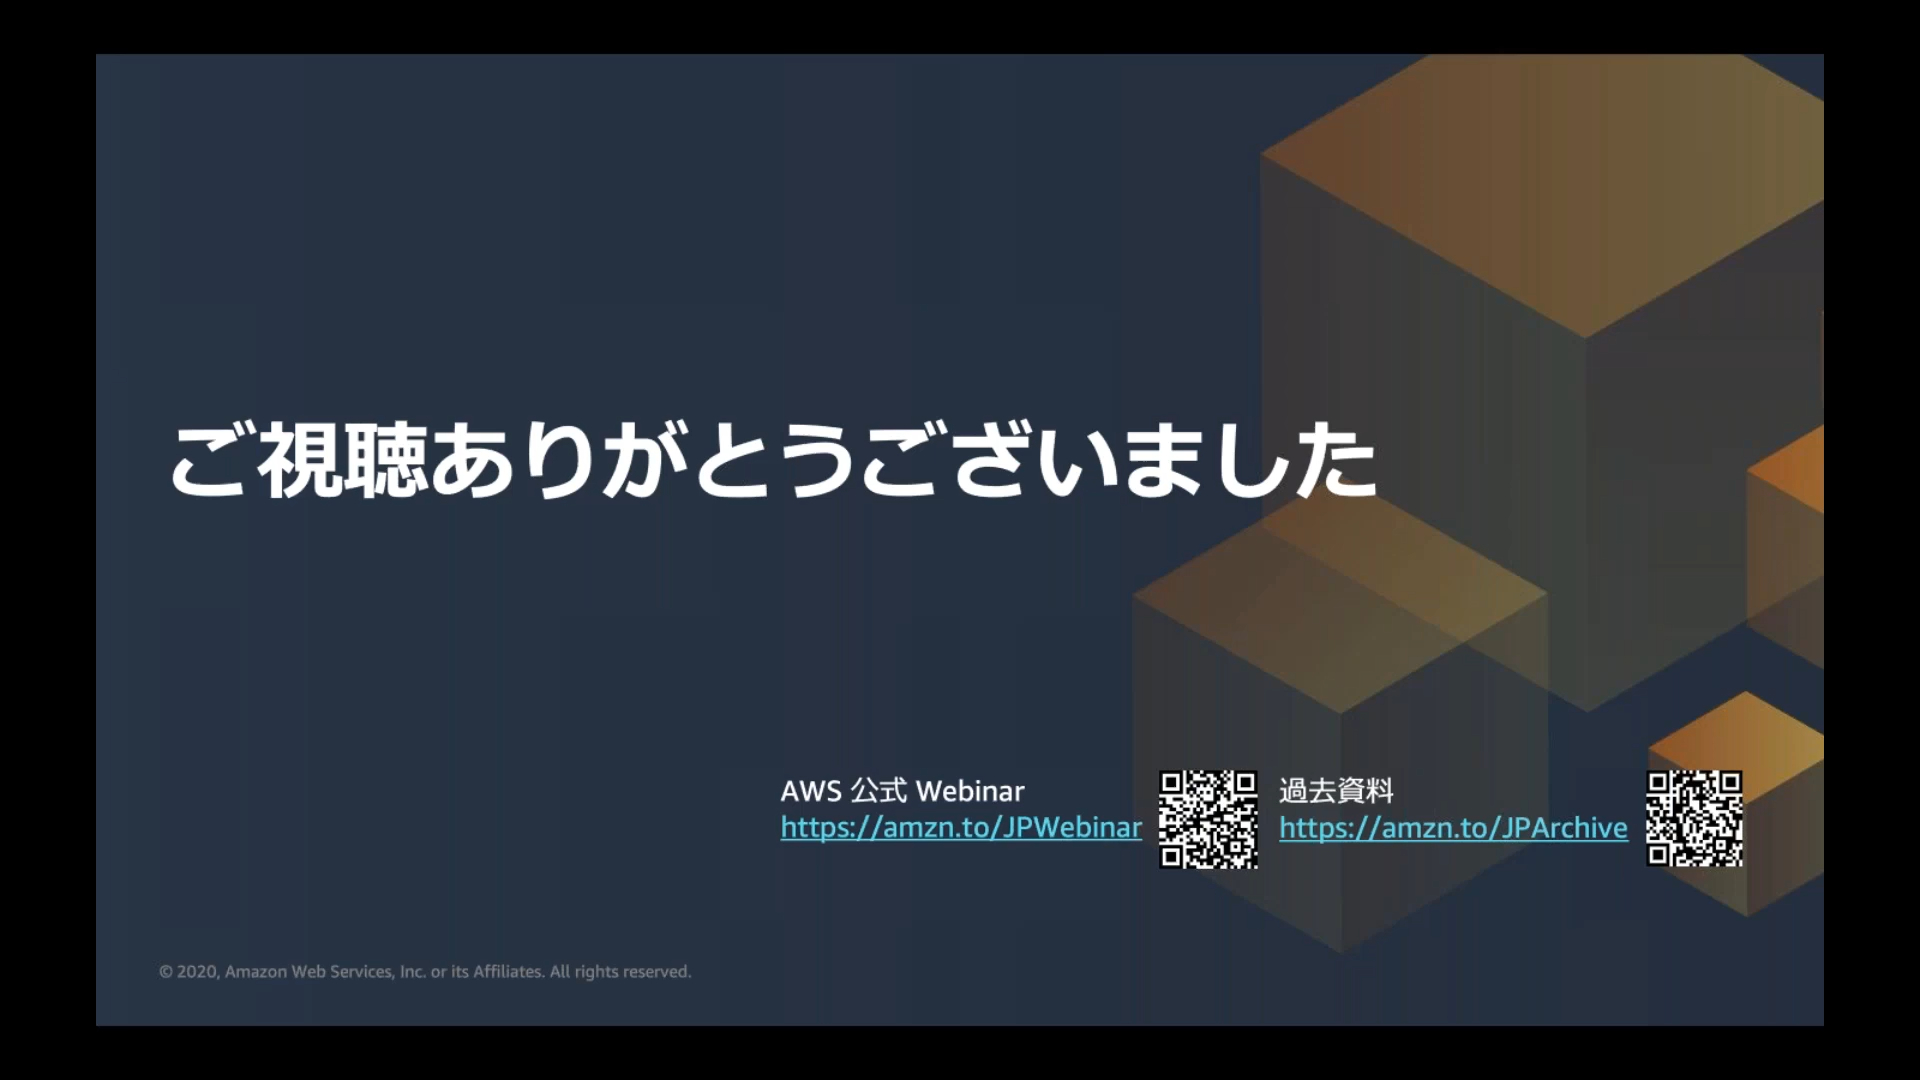 ご視聴ありがとうございました
AWS 公式 Webinar
https://amzn.to/JPWebinar
過去資料
https://amzn.to/JPArchive
© 2020, Amazon Web Services, Inc. or its Affiliates. All rights reserved.